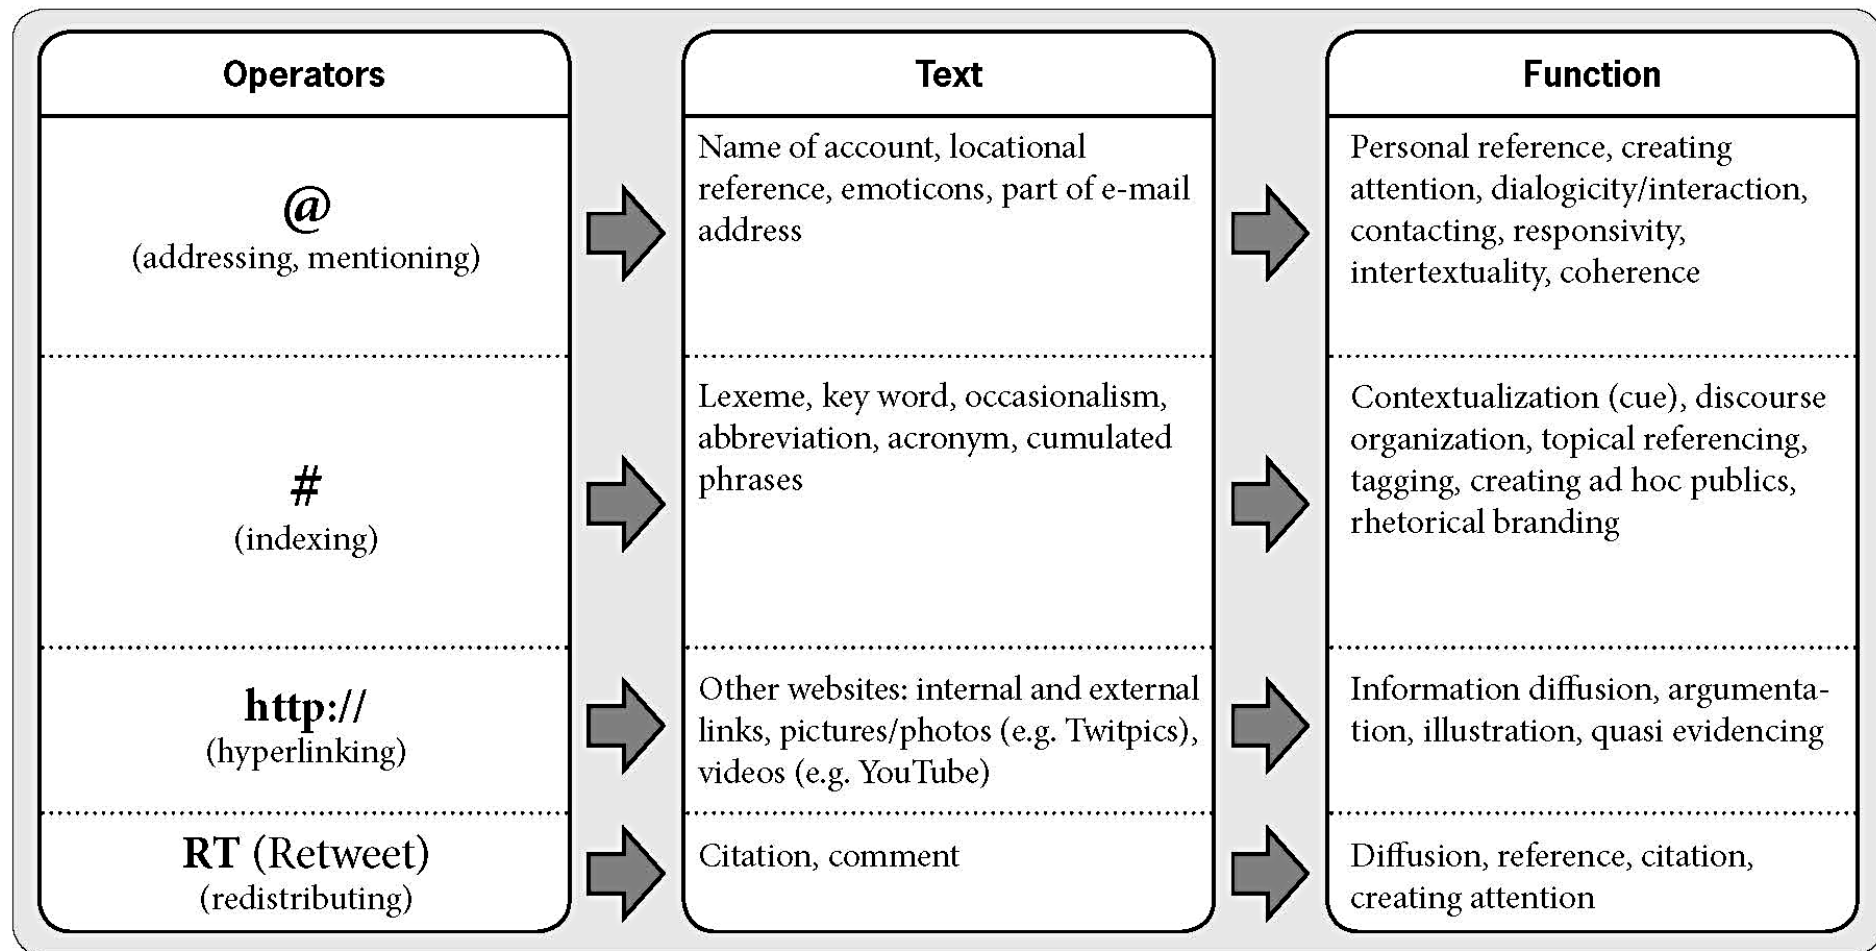 Operators
Text
Function
@
(addressing, mentioning)
Name of account, locational
reference, emoticons, part of e-mail
address
Personal reference, creating
attention, dialogicity/interaction,
contacting, responsivity,
intertextuality, coherence
#
(indexing)
Lexeme, key word, occasionalism,
abbreviation, acronym, cumulated
phrases
Contextualization (cue), discourse
organization, topical referencing,
tagging, creating ad hoc publics,
rhetorical branding
http://
(hyperlinking)
Other websites: internal and external
links, pictures/photos (e.g. Twitpics),
videos (e.g. YouTube)
Information diffusion, argumenta-
tion, illustration, quasi evidencing
RT (Retweet)
(redistributing)
Citation, comment
Diffusion, reference, citation,
creating attention